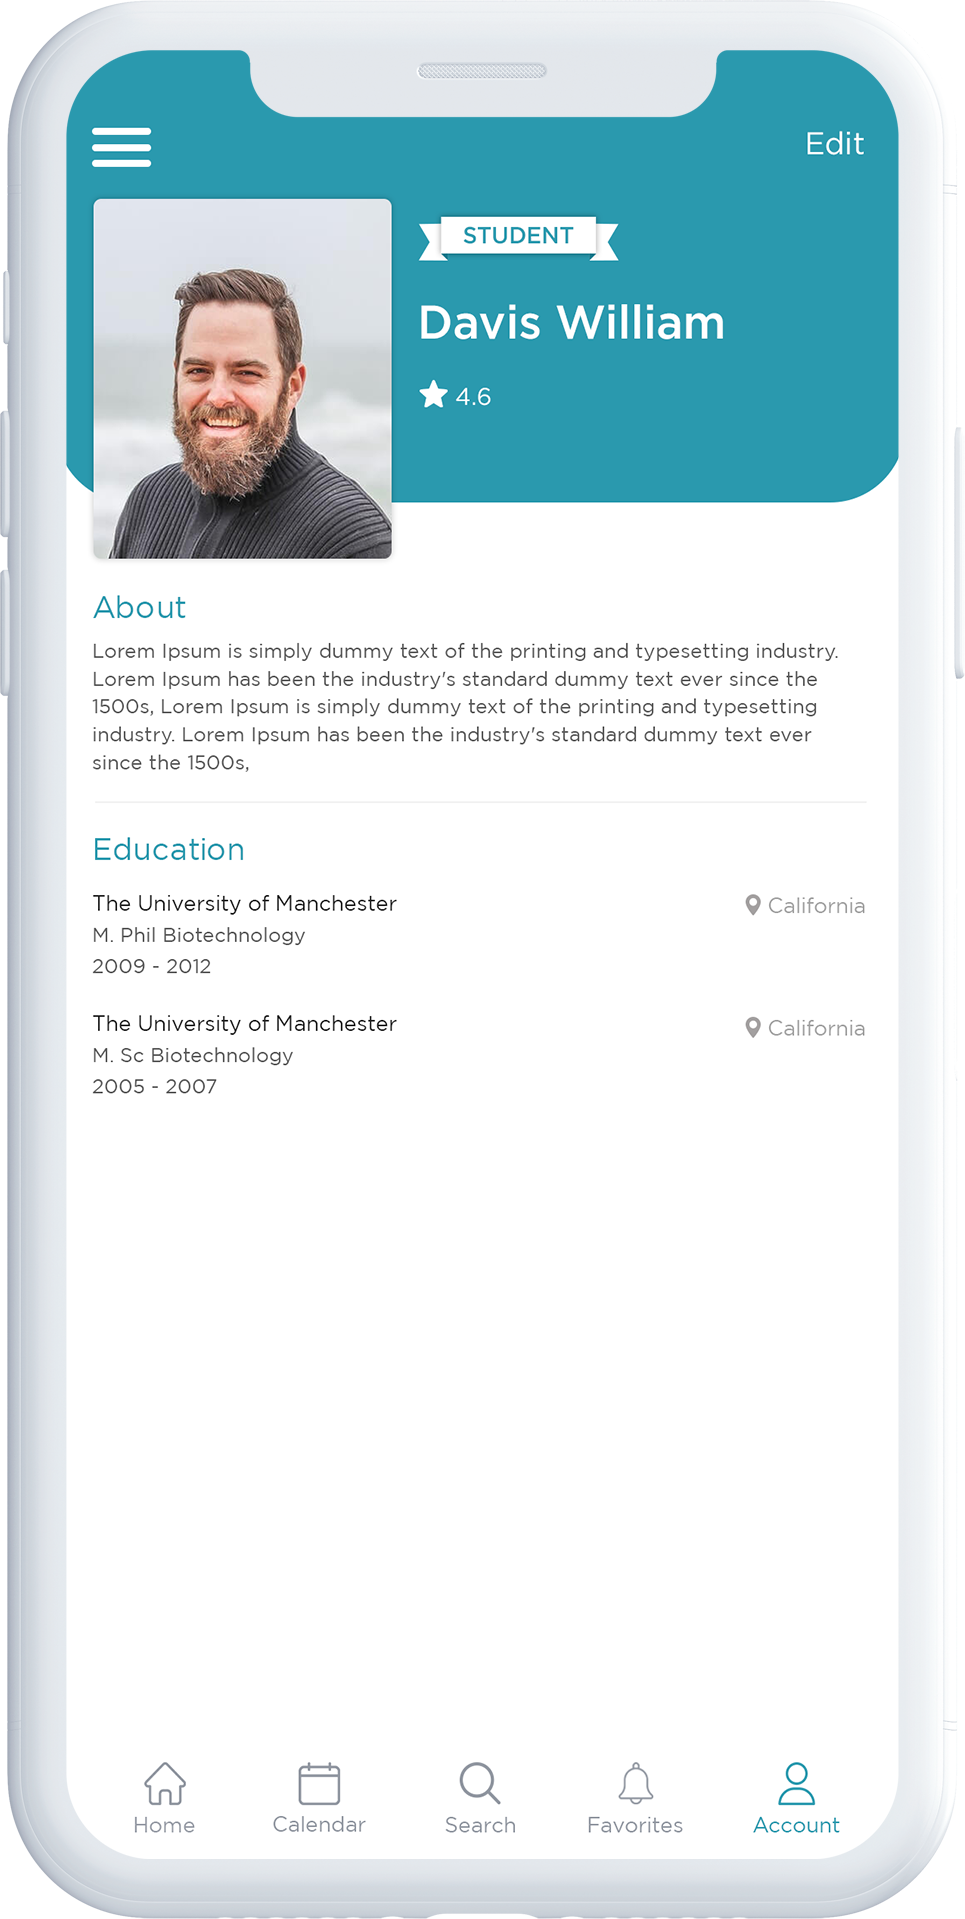 Edit
STUDENT
Davis William
4.6
About
Lorem Ipsum is simply dummy text of the printing and typesetting industry.
Lorem Ipsum has been the industry's standard dummy text ever since the
1500s, Lorem Ipsum is simply dummy text of the printing and typesetting
industry. Lorem Ipsum has been the industry's standard dummy text ever
since the 1500s,
Education
The University of Manchester
California
M. Phil Biotechnology
2009 - 2012
The University of Manchester
California
M. Sc Biotechnology
2005 - 2007
Home
Calendar
Search
Favorites
Account